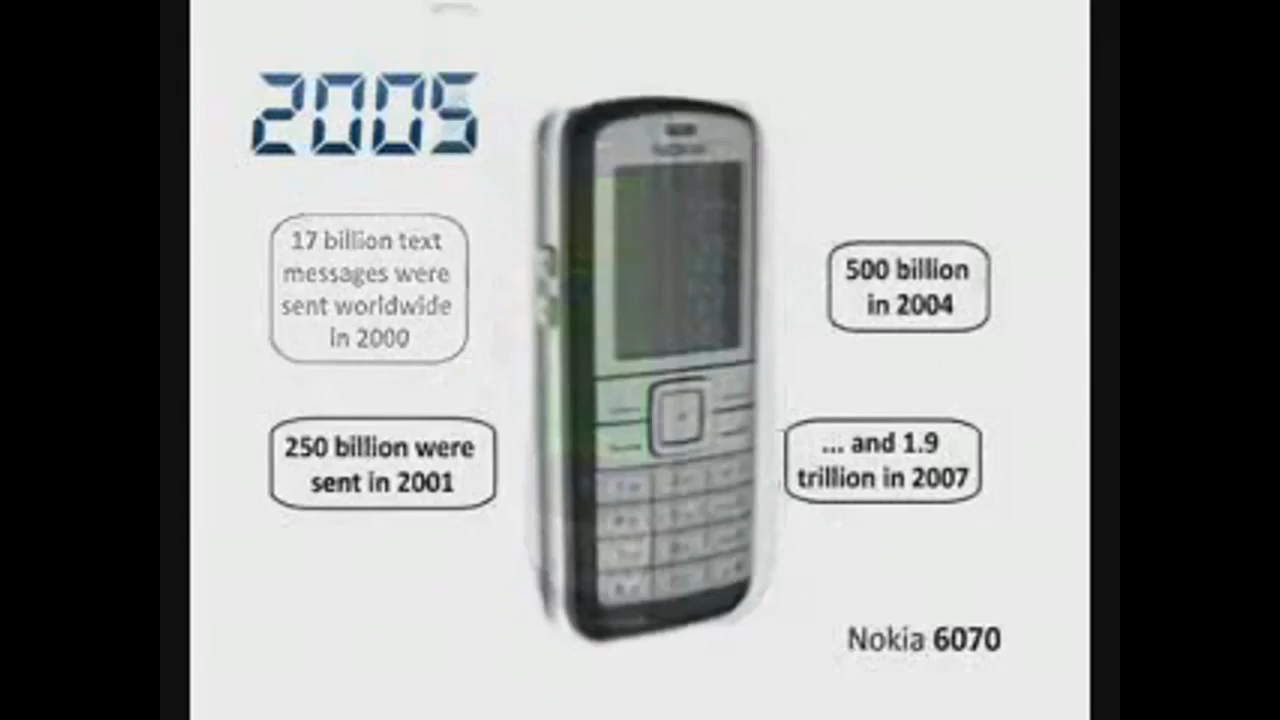 2005
17 billion text
messages were
sent worldwide
in 2000
250 billion were
sent in 2001
500 billion
in 2004
... and 1.9
trillion in 2007
Nokia 6070